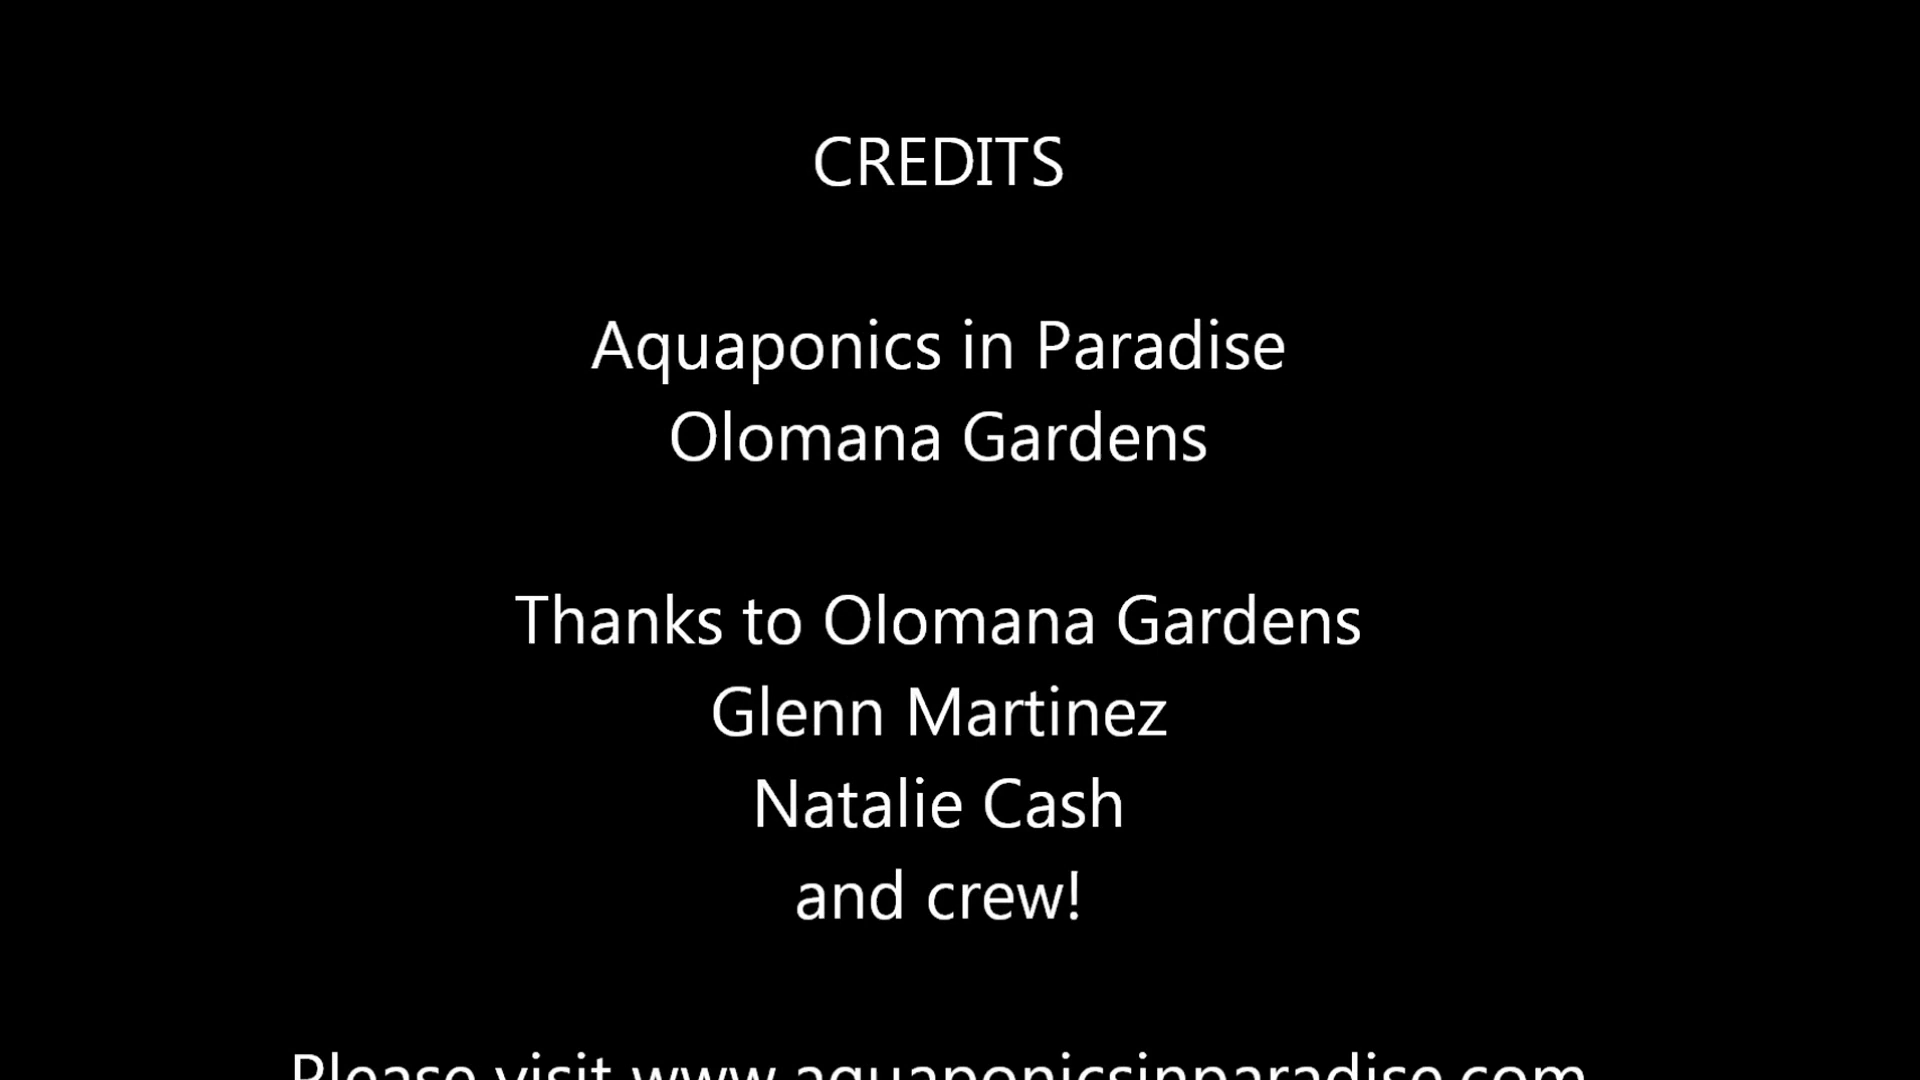 CREDITS
Aquaponics in Paradise
Olomana Gardens
Thanks to Olomana Gardens
Glenn Martinez
Natalie Cash
and crew!
Please visit www.aquaponicsinparadise.com